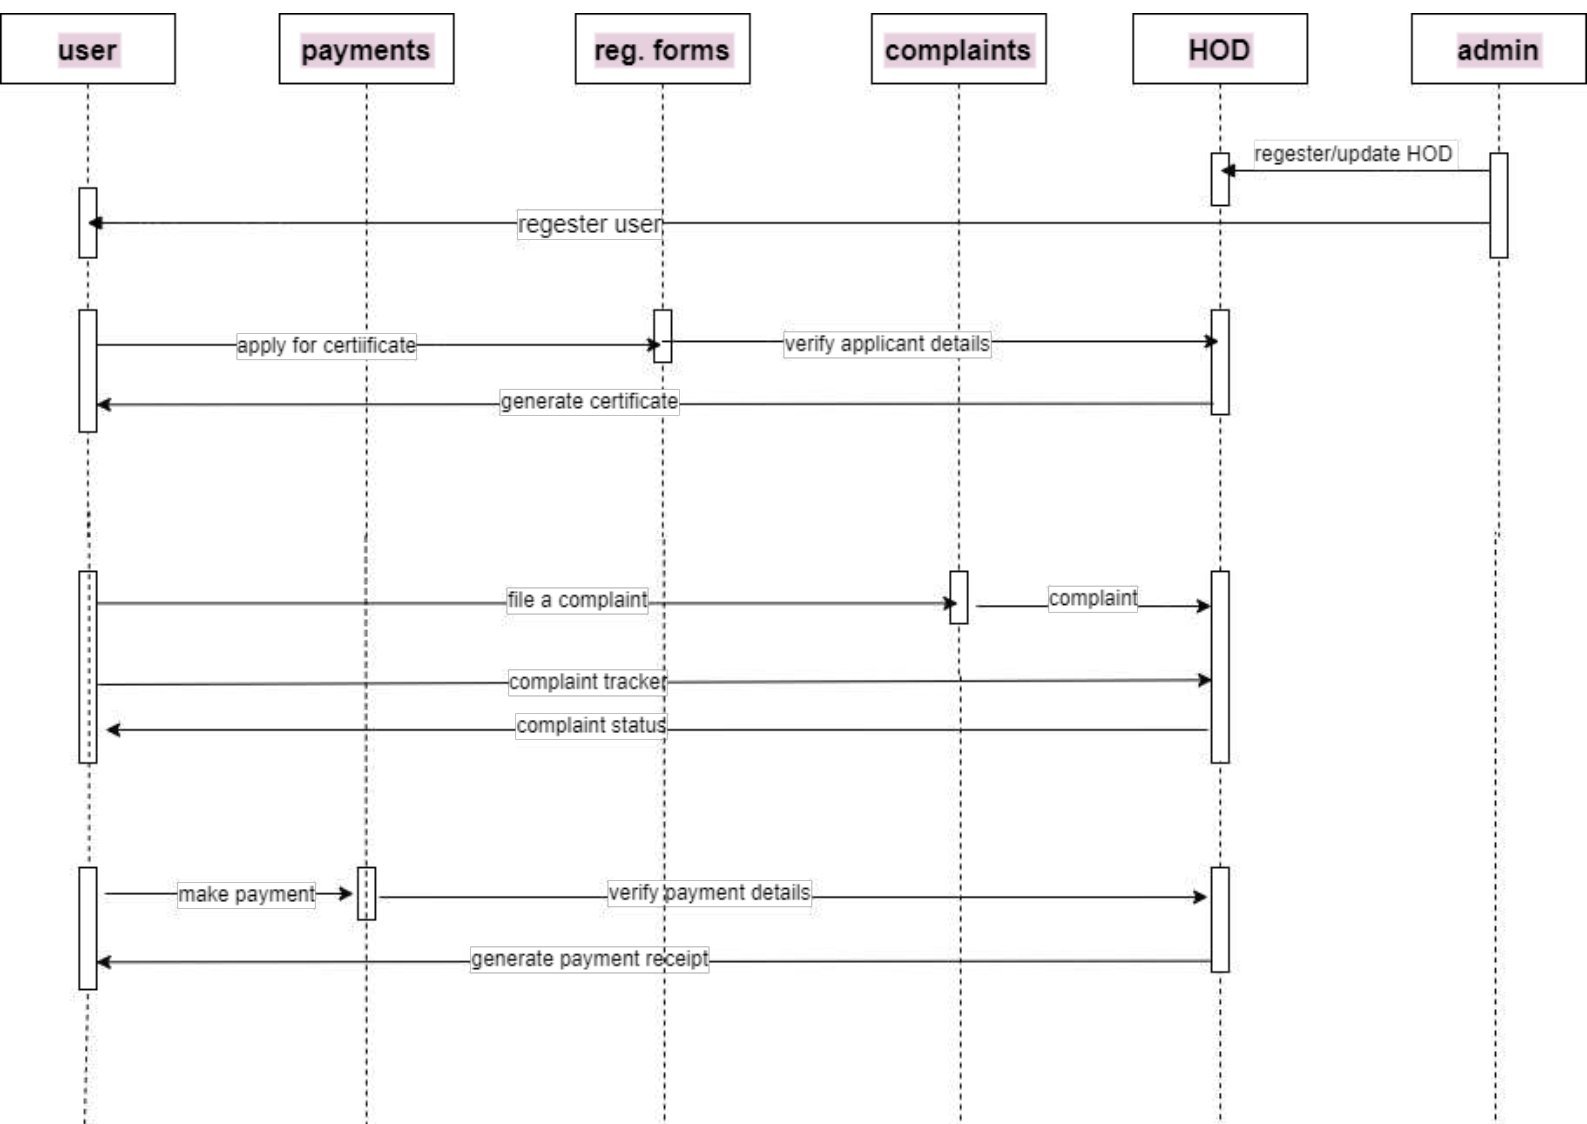 user
payments
reg. forms
complaints
HOD
admin
regester/update HOD
regester user
apply for certiificate
verify applicant details
generate certificate
file a complaint
complaint
complaint tracker
complaint status
make payment
verify payment details
generate payment receipt